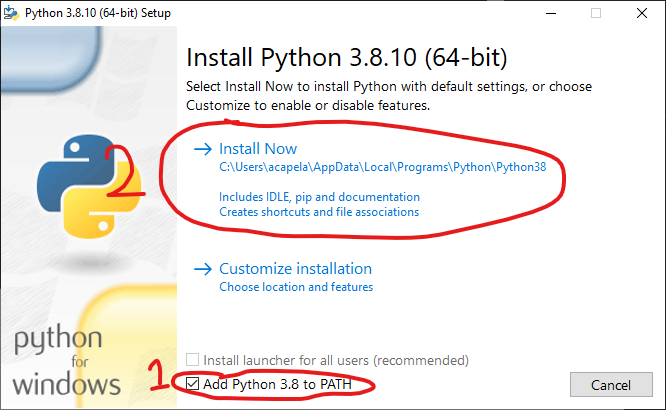 Python 3.8.10 (64-bit) Setup
Install Python 3.8.10 (64-bit)
Select Install Now to install Python with default settings, or choose
Customize to enable or disable features.
Install Now
C:\Users\acapela\AppData\Local\Programs\Python\Python38
Includes IDLE, pip and documentation
Creates shortcuts and file associations
2
Customize installation
Choose location and features
python
for
windows
Install launcher for all users (recommended)
1
Add Python 3.8 to PATH
Cancel